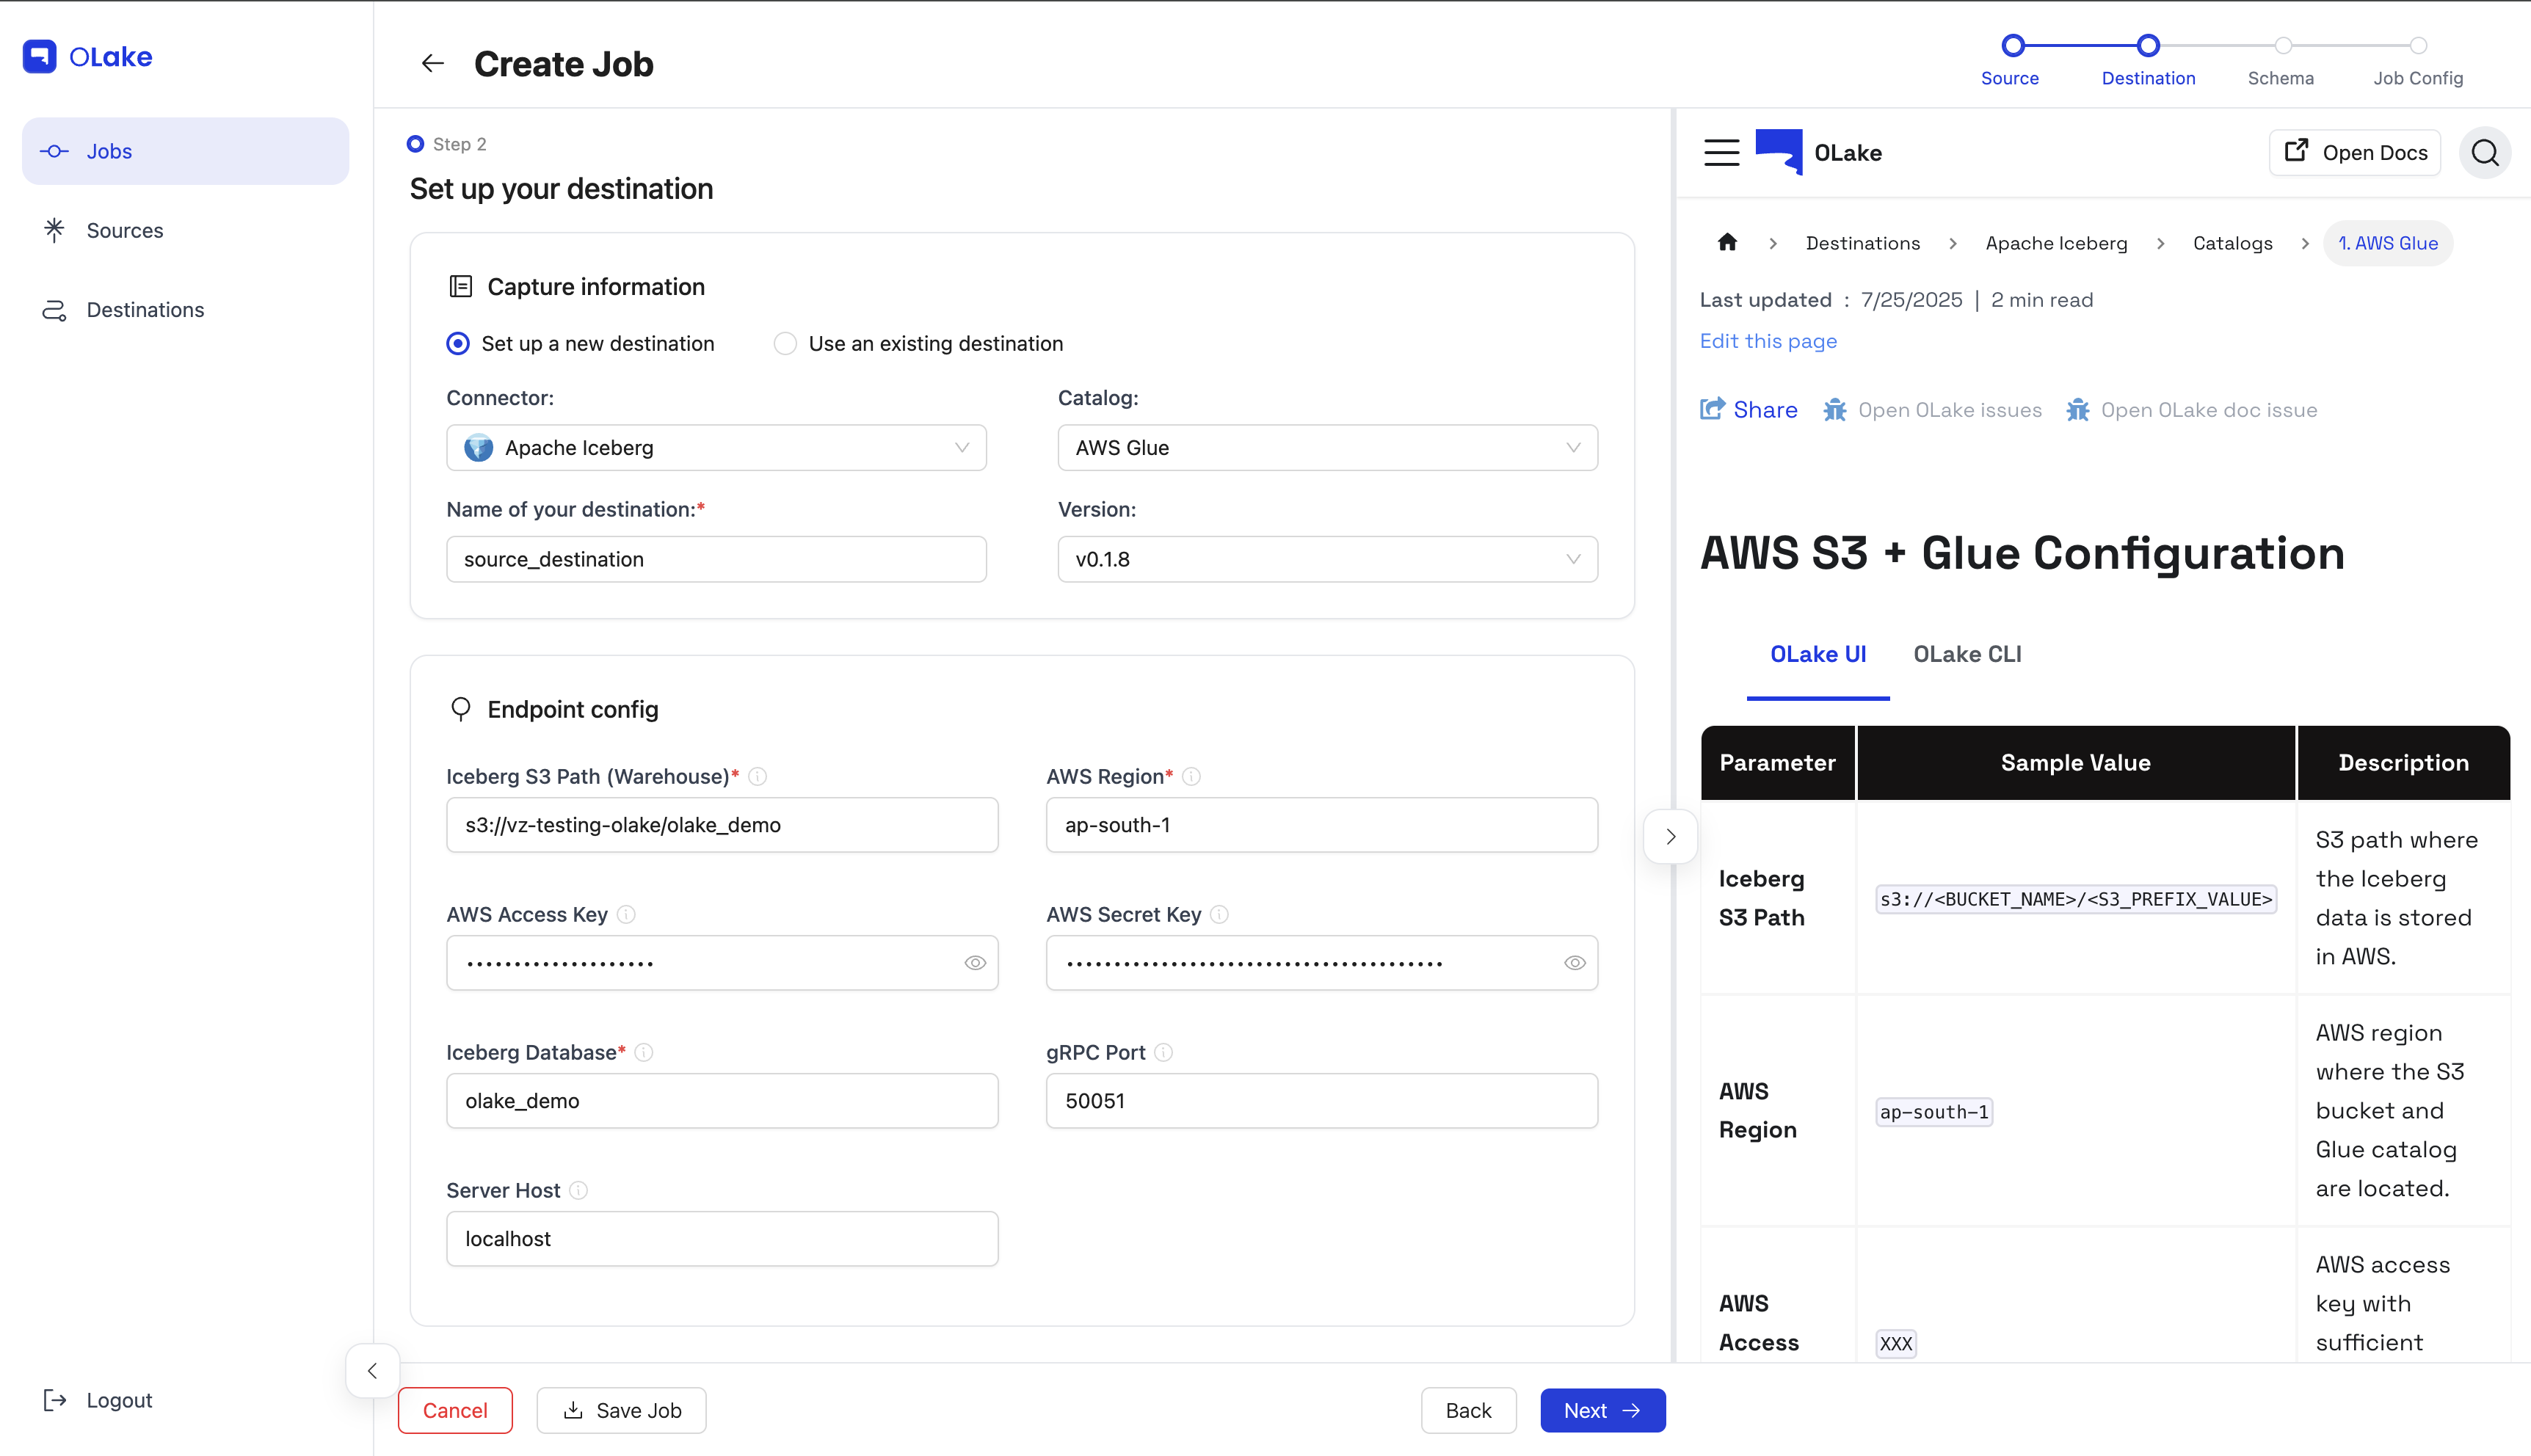 OLake
Jobs
Sources
Destinations
Logout
Create Job
Source
Destination
Schema
Job Config
Step 2
Set up your destination
Capture information
Set up a new destination
Use an existing destination
Connector:
Catalog:
Apache Iceberg
AWS Glue
Name of your destination:*
Version:
source_destination
v0.1.8
Endpoint config
Iceberg S3 Path (Warehouse)*
AWS Region*
s3://vz-testing-olake/olake_demo
ap-south-1
AWS Access Key
AWS Secret Key
Iceberg Database*
gRPC Port
olake_demo
50051
Server Host
localhost
Cancel
Save Job
Back
Next
OLake
Open Docs
Destinations
Apache Iceberg
Catalogs
1. AWS Glue
Last updated : 7/25/2025 | 2 min read
Edit this page
Share
Open OLake issues
Open OLake doc issue
AWS S3 + Glue Configuration
OLake UI
OLake CLI
Parameter
Sample Value
Description
Iceberg
S3 Path
s3://<BUCKET_NAME>/<S3_PREFIX_VALUE>
S3 path where
the Iceberg
data is stored
in AWS.
AWS
Region
ap-south-1
AWS region
where the S3
bucket and
Glue catalog
are located.
AWS
Access
XXX
AWS access
key with
sufficient